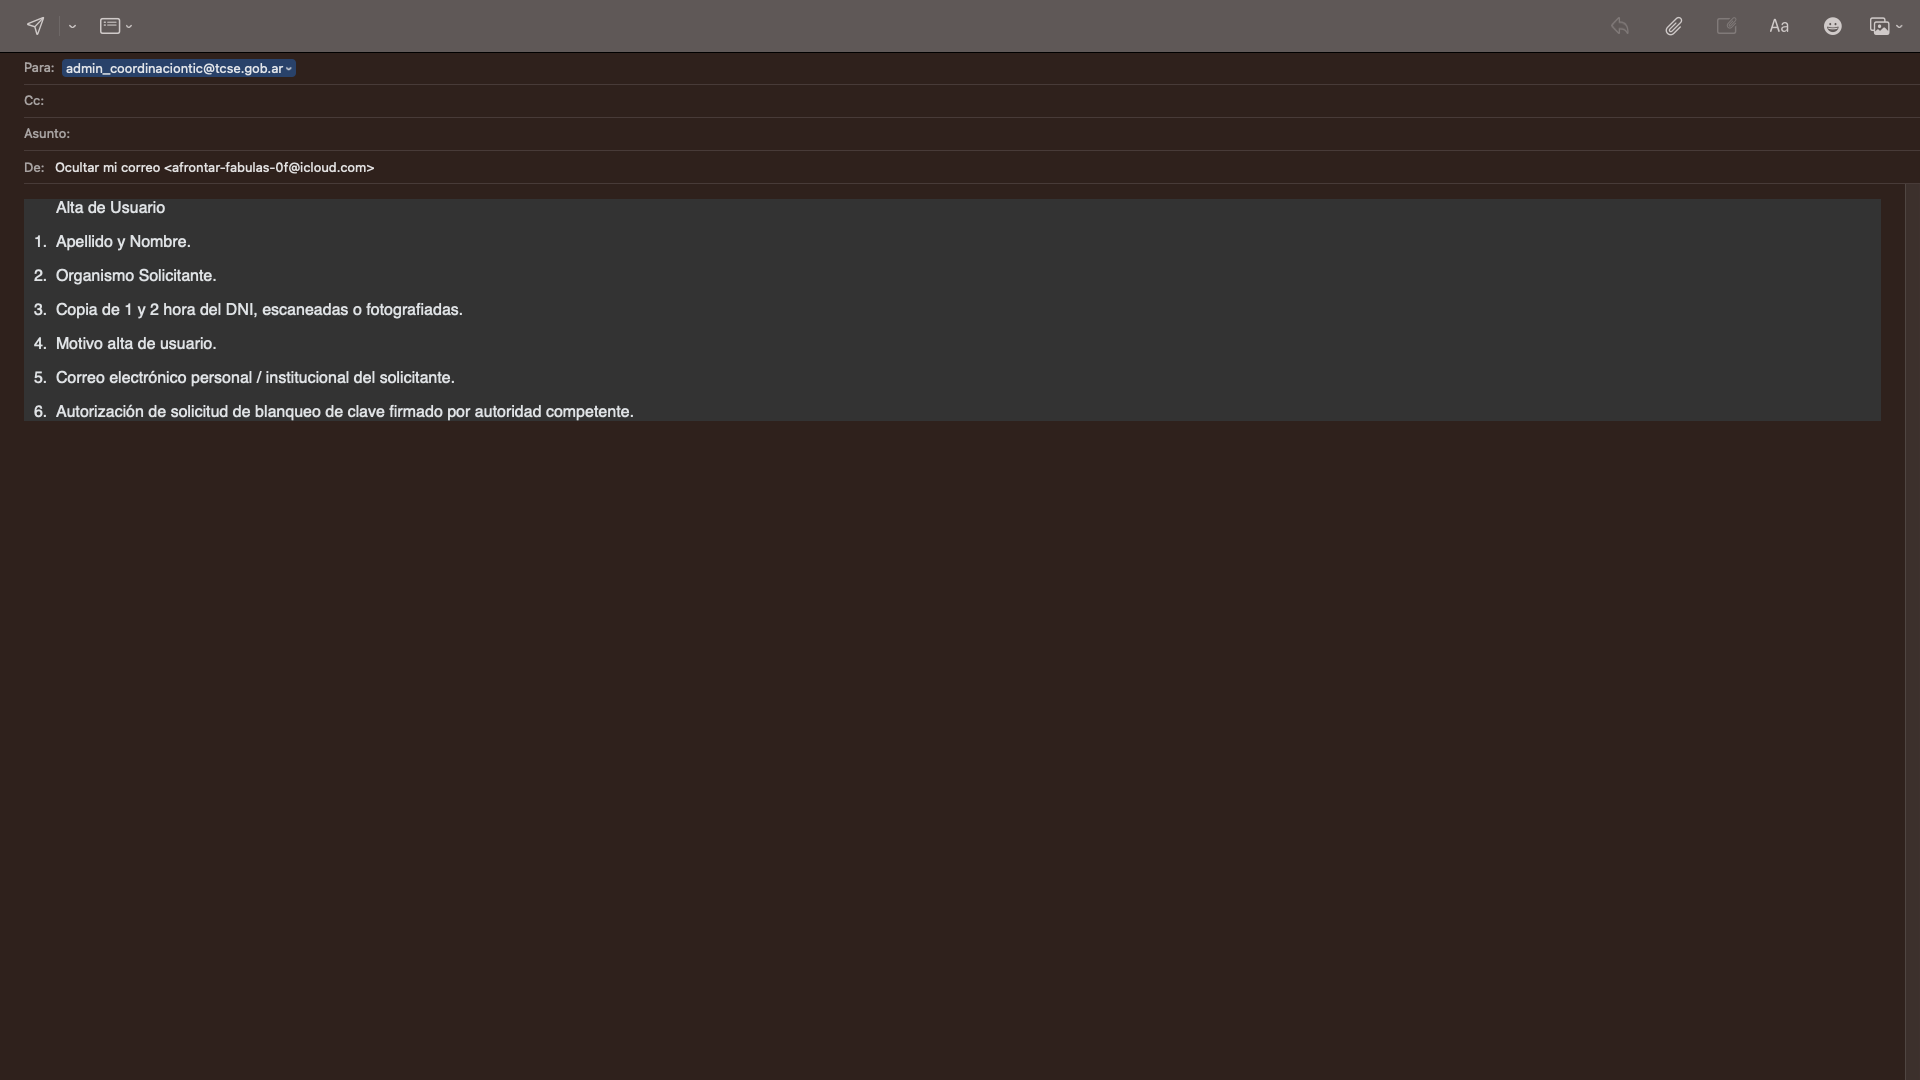 Aa
Para: admin_coordinaciontic@tcse.gob.ar
Cc:
Asunto:
De: Ocultar mi correo <afrontar-fabulas-0f@icloud.com>
Alta de Usuario
1. Apellido y Nombre.
2. Organismo Solicitante.
3. Copia de 1 y 2 hora del DNI, escaneadas o fotografiadas.
4. Motivo alta de usuario.
5. Correo electrónico personal / institucional del solicitante.
6. Autorización de solicitud de blanqueo de clave firmado por autoridad competente.